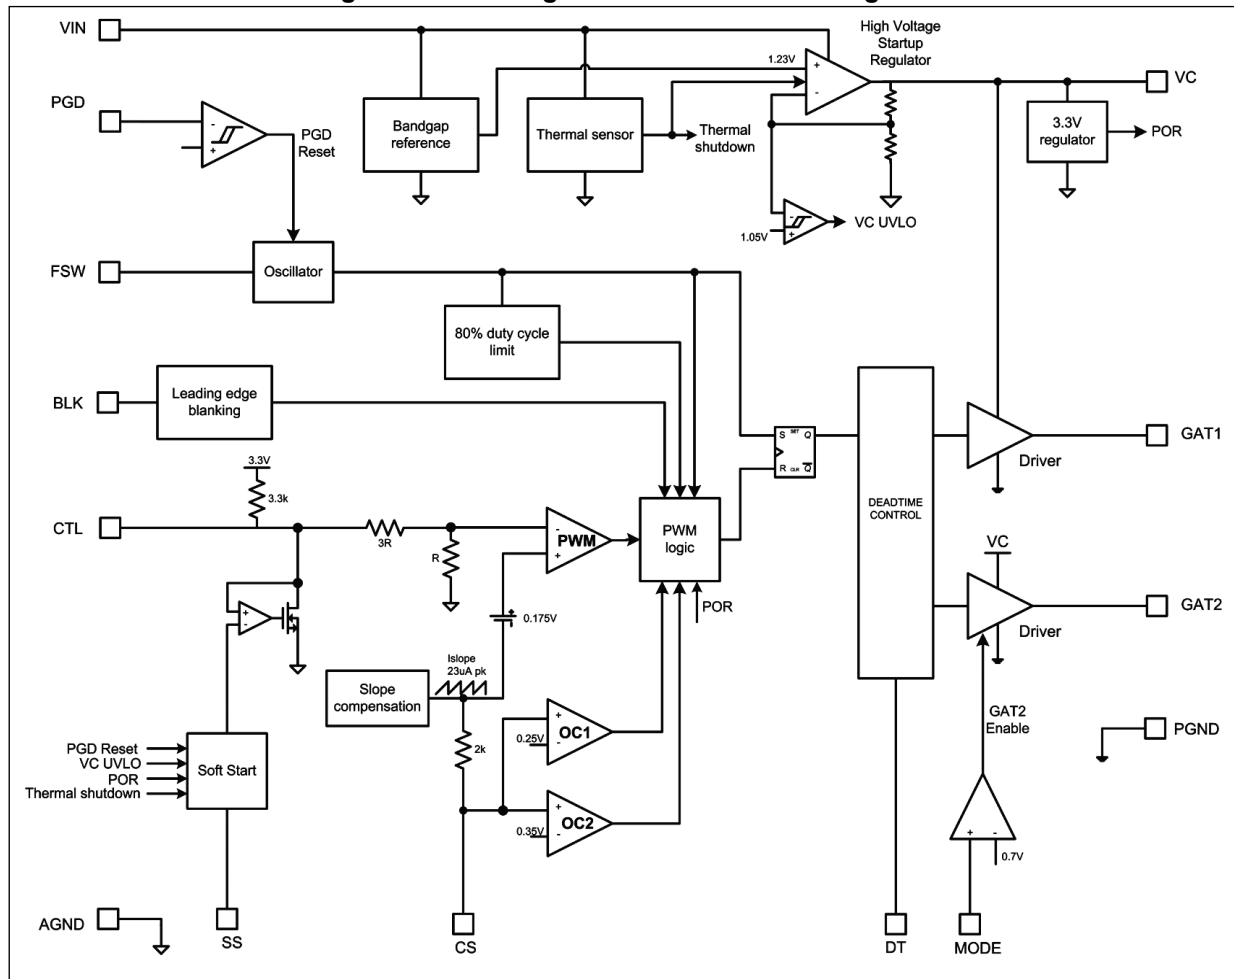 VIN
High Voltage
Startup
Regulator
1.23V
+
-
VC
PGD
-
+
PGD
Reset
Bandgap
reference
Thermal sensor
Thermal
shutdown
3.3V
regulator
POR
1.05V
-
+
VC UVLO
FSW
Oscillator
80% duty cycle
limit
BLK
Leading edge
blanking
S SET Q
R CLR Q
DEADTIME
CONTROL
Driver
GAT1
3.3V
3.3k
CTL
3R
R
-
PWM
+
PWM
logic
POR
VC
Driver
GAT2
+
-
0.175V
Islope
23uA pk
Slope
compensation
2k
+
OC1
0.25V
-
+
OC2
0.35V
-
GAT2
Enable
PGND
PGD Reset
VC UVLO
POR
Thermal shutdown
Soft Start
+
-
0.7V
AGND
SS
CS
DT
MODE